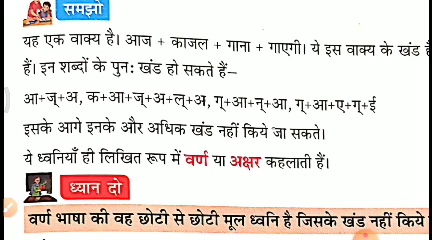 समझो
यह एक वाक्य है। आज + काजल + गाना + गाएगी। ये इस वाक्य के खंड
हैं। इन शब्दों के पुन: खंड हो सकते हैं–
आ+ज्+अ, क+आ+ज्+अ+ल्+अ, ग्+आ+न्+आ, ग्+आ+ए+ग्+ई
इसके आगे इनके और अधिक खंड नहीं किये जा सकते।
ये ध्वनियाँ ही लिखित रूप में वर्ण या अक्षर कहलाती हैं।
ध्यान दो
वर्ण भाषा की वह छोटी से छोटी मूल ध्वनि है जिसके खंड नहीं किये